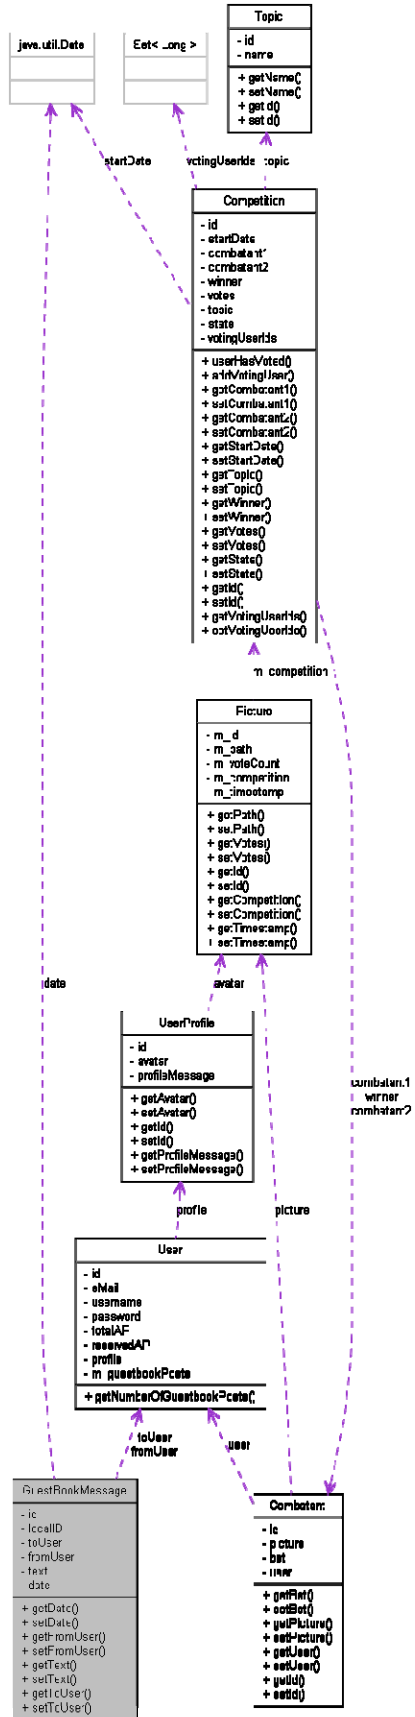 Topic
- id
- name
+ getName()
+ setName()
+ getId()
+ setId()
java.util.Date
Set< Long >
startDate
votingUserIds
topic
Competition
- id
- startDate
- combatant1
- combatant2
- winner
- votes
- topic
- state
- votingUserIds
+ userHasVoted()
+ addVotingUser()
+ getCombatant1()
+ setCombatant1()
+ getCombatant2()
+ setCombatant2()
+ getStartDate()
+ setStartDate()
+ getTopic()
+ setTopic()
+ getWinner()
+ setWinner()
+ getVotes()
+ setVotes()
+ getState()
+ setState()
+ getId()
+ setId()
+ getVotingUserIds()
+ setVotingUserIds()
m_competition
Picture
- m_id
- m_path
- m_voteCount
- m_competition
- m_timestamp
+ getPath()
+ setPath()
+ getVotes()
+ setVotes()
+ getId()
+ setId()
+ getCompetition()
+ setCompetition()
+ getTimestamp()
+ setTimestamp()
date
avatar
UserProfile
- id
- avatar
- profileMessage
+ getAvatar()
+ setAvatar()
+ getId()
+ setId()
+ getProfileMessage()
+ setProfileMessage()
combatant1
winner
combatant2
profile
picture
User
- id
- eMail
- username
- password
- totalAP
- reservedAP
- profile
- m_guestbookPosts
+ getNumberOfGuestbookPosts()
toUser
fromUser
user
GuestBookMessage
- id
- localID
- toUser
- fromUser
- text
- date
+ getDate()
+ setDate()
+ getFromUser()
+ setFromUser()
+ getText()
+ setText()
+ getToUser()
+ setToUser()
Combatant
- id
- picture
- bet
- user
+ getBet()
+ setBet()
+ getPicture()
+ setPicture()
+ getUser()
+ setUser()
+ getId()
+ setId()